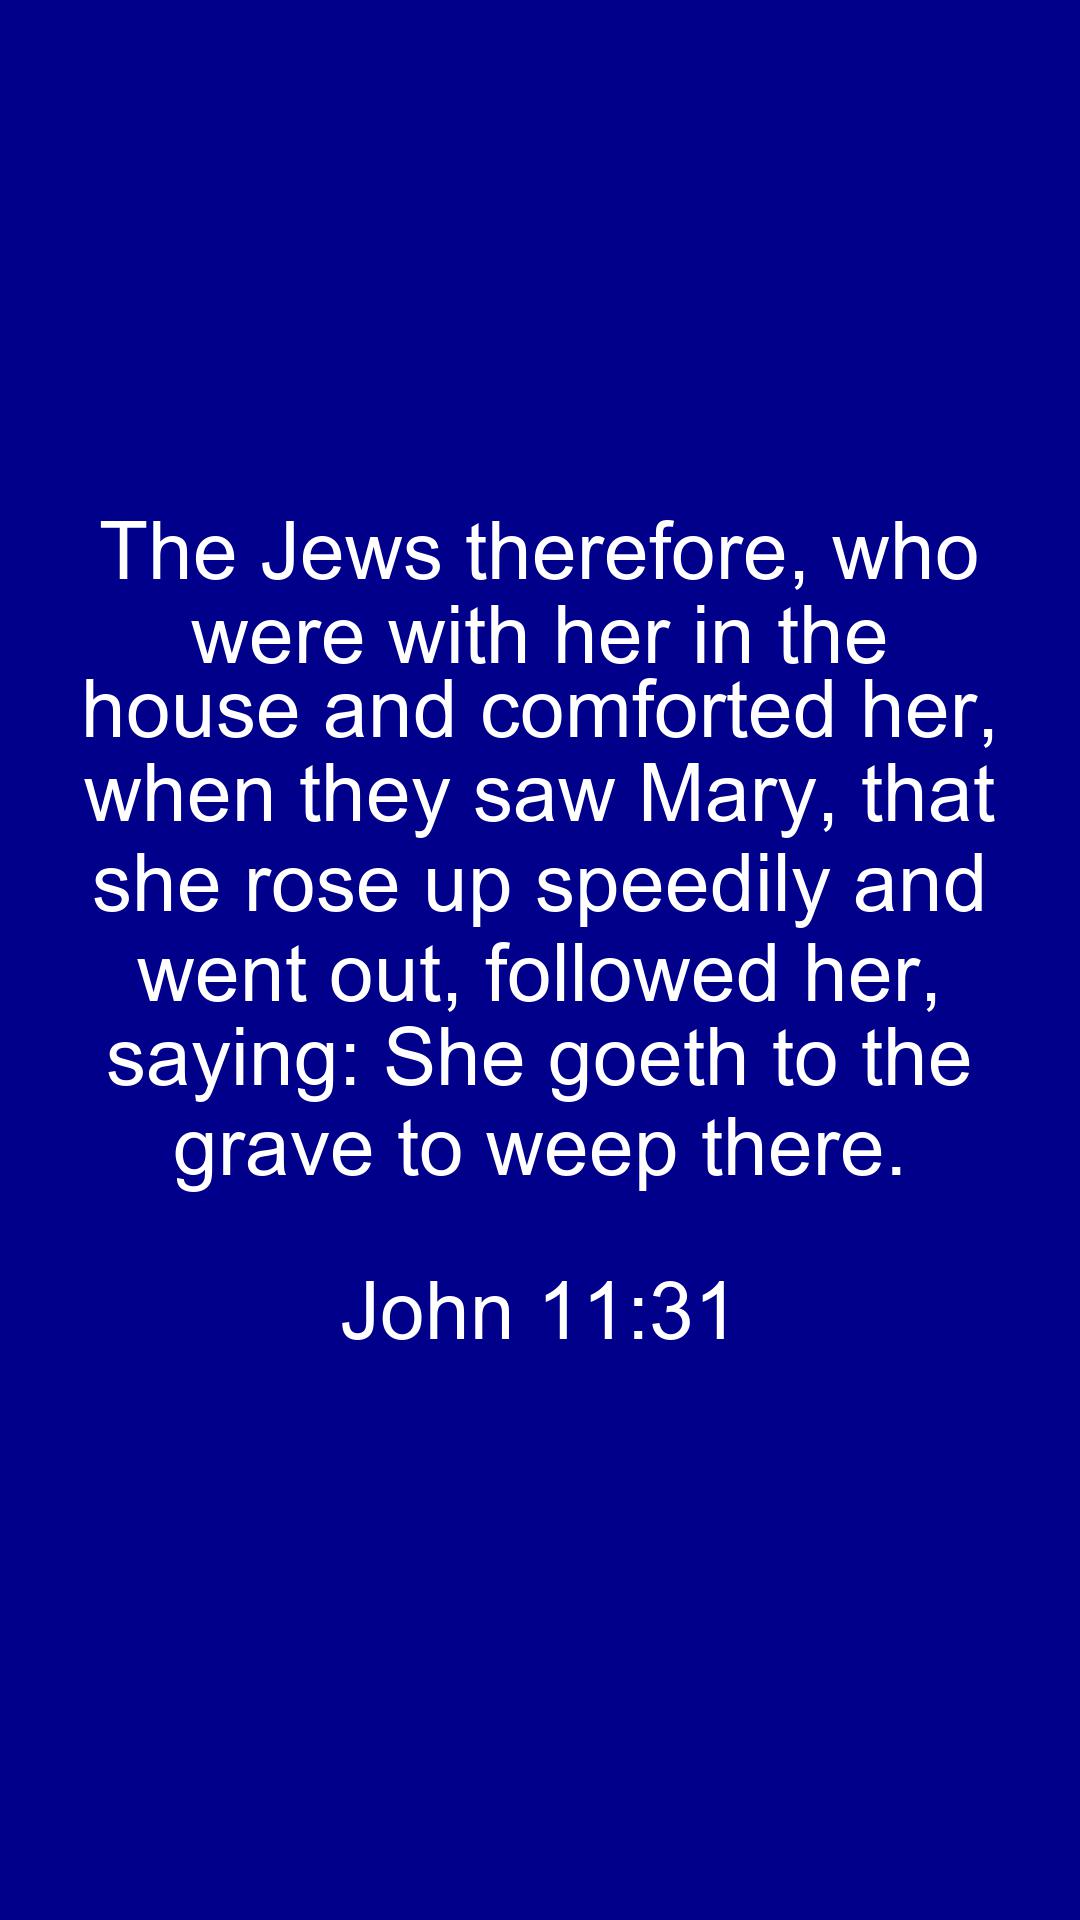 The Jews therefore, who
were with her in the
house and comforted her,
when they saw Mary, that
she rose up speedily and
went out, followed her,
saying: She goeth to the
grave to weep there.
John 11:31